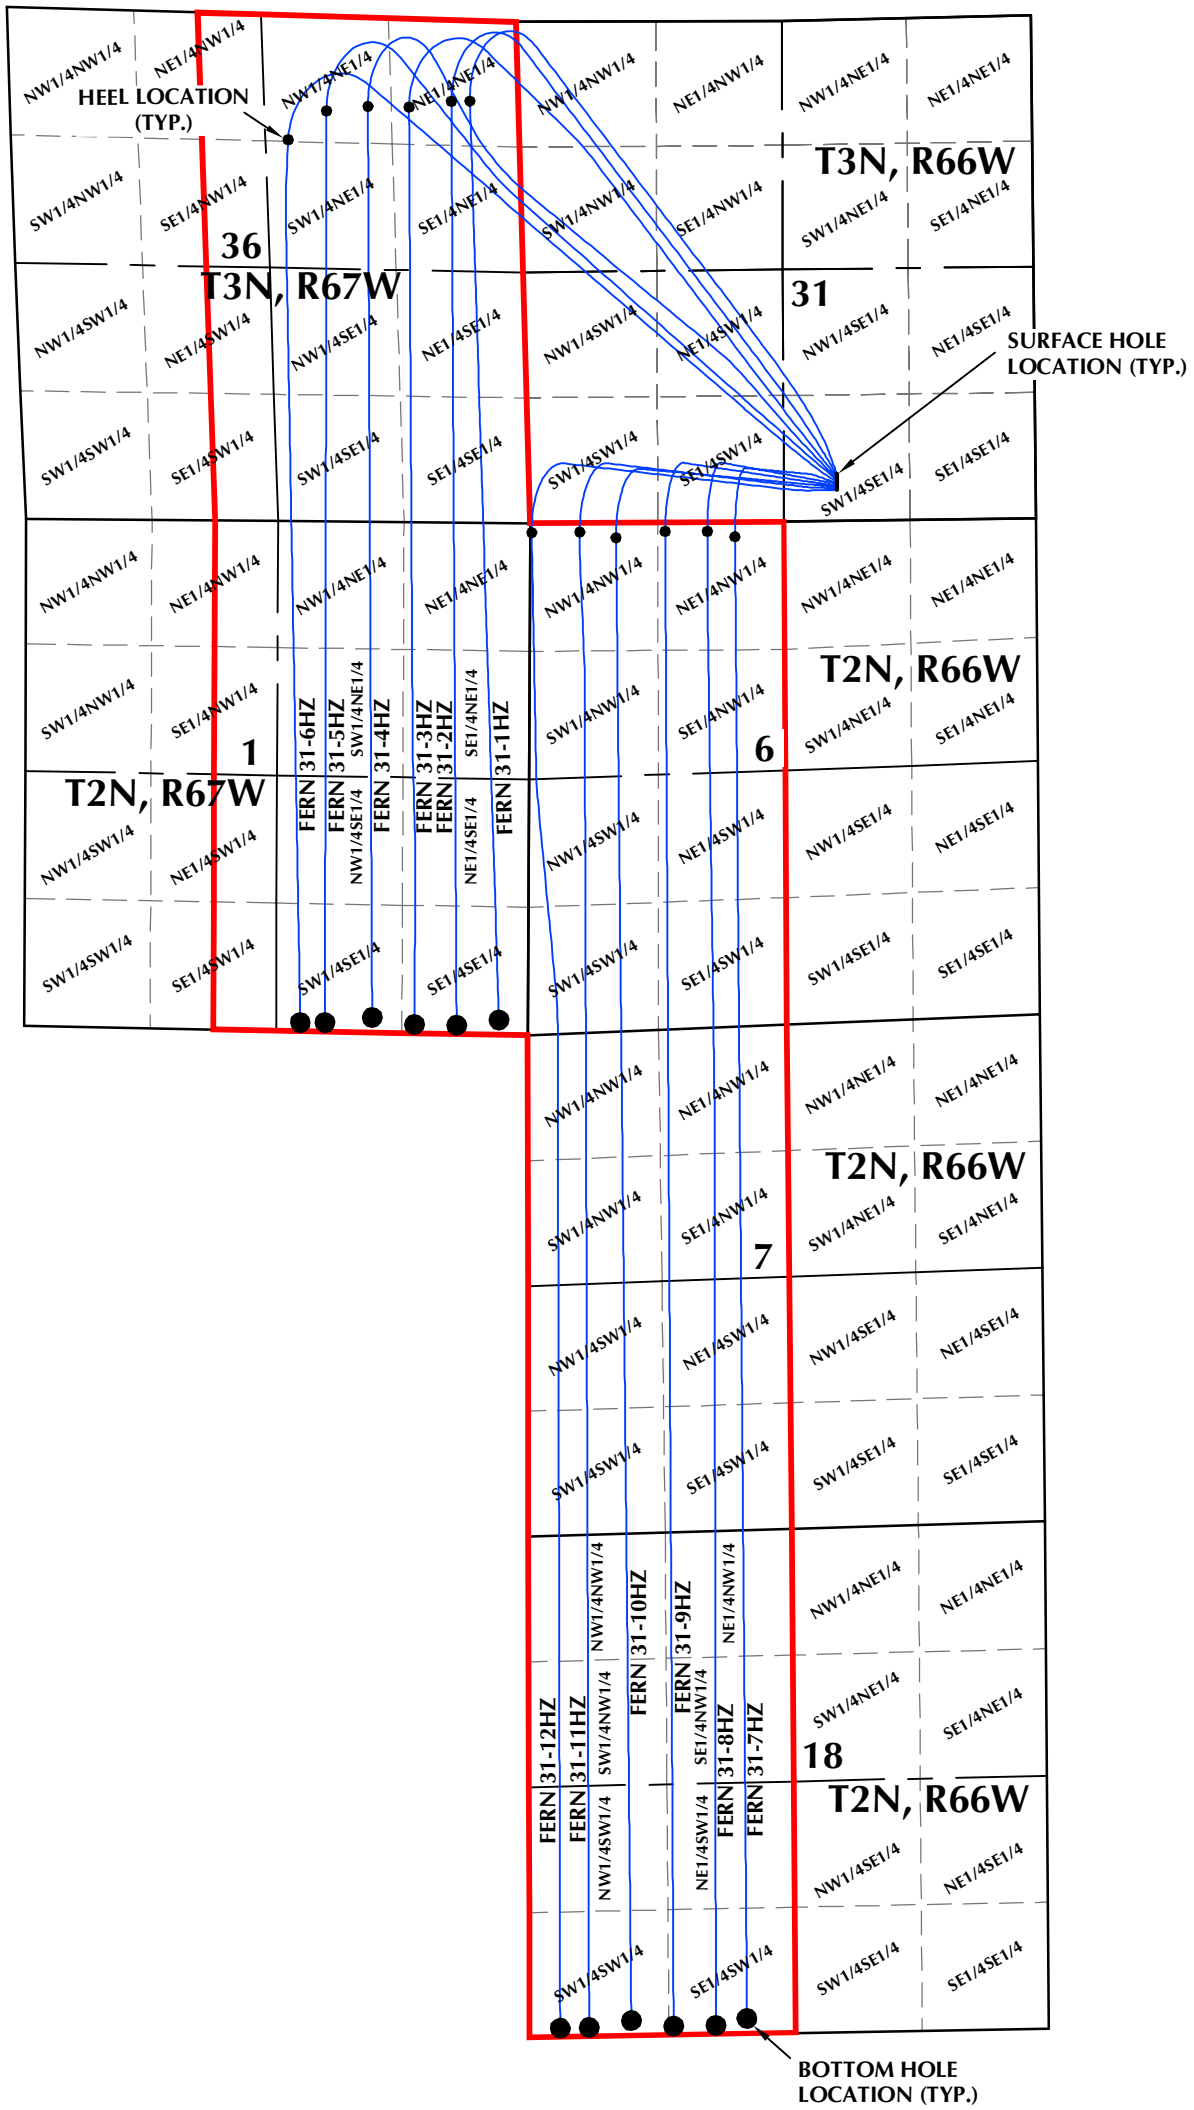 NW1/4NW1/4
NE1/4NW1/4
NW1/4NE1/4
NE1/4NE1/4
NW1/4NW1/4
NE1/4NW1/4
NW1/4NE1/4
NE1/4NE1/4
HEEL LOCATION
(TYP.)
T3N, R66W
SW1/4NW1/4
SE1/4NW1/4
SW1/4NE1/4
SE1/4NE1/4
SW1/4NW1/4
SE1/4NW1/4
SW1/4NE1/4
SE1/4NE1/4
36
T3N, R67W
31
NW1/4SW1/4
NE1/4SW1/4
NW1/4SE1/4
NE1/4SE1/4
NW1/4SW1/4
NE1/4SW1/4
NW1/4SE1/4
NE1/4SE1/4
SURFACE HOLE
LOCATION (TYP.)
SW1/4SW1/4
SE1/4SW1/4
SW1/4SE1/4
SE1/4SE1/4
SW1/4SW1/4
SE1/4SW1/4
SW1/4SE1/4
SE1/4SE1/4
NW1/4NW1/4
NE1/4NW1/4
NW1/4NE1/4
NE1/4NE1/4
NW1/4NW1/4
NE1/4NW1/4
NW1/4NE1/4
NE1/4NE1/4
T2N, R66W
SW1/4NW1/4
SE1/4NW1/4
SW1/4NE1/4
SE1/4NE1/4
SW1/4NW1/4
SE1/4NW1/4
SW1/4NE1/4
SE1/4NE1/4
1
6
T2N, R67W
FERN 31-6HZ
FERN 31-5HZ
FERN 31-4HZ
FERN 31-3HZ
FERN 31-2HZ
FERN 31-1HZ
NW1/4SW1/4
NE1/4SW1/4
NW1/4SE1/4
NE1/4SE1/4
NW1/4SW1/4
NE1/4SW1/4
NW1/4SE1/4
NE1/4SE1/4
SW1/4SW1/4
SE1/4SW1/4
SW1/4SE1/4
SE1/4SE1/4
SW1/4SW1/4
SE1/4SW1/4
SW1/4SE1/4
SE1/4SE1/4
NW1/4NW1/4
NE1/4NW1/4
NW1/4NE1/4
NE1/4NE1/4
T2N, R66W
SW1/4NW1/4
SE1/4NW1/4
SW1/4NE1/4
SE1/4NE1/4
7
NW1/4SW1/4
NE1/4SW1/4
NW1/4SE1/4
NE1/4SE1/4
SW1/4SW1/4
SE1/4SW1/4
SW1/4SE1/4
SE1/4SE1/4
NW1/4NW1/4
NE1/4NW1/4
NW1/4NE1/4
NE1/4NE1/4
SW1/4NW1/4
SE1/4NW1/4
SW1/4NE1/4
SE1/4NE1/4
FERN 31-12HZ
FERN 31-11HZ
FERN 31-10HZ
FERN 31-9HZ
FERN 31-8HZ
FERN 31-7HZ
18
T2N, R66W
NW1/4SW1/4
NE1/4SW1/4
NW1/4SE1/4
NE1/4SE1/4
SW1/4SW1/4
SE1/4SW1/4
SW1/4SE1/4
SE1/4SE1/4
BOTTOM HOLE
LOCATION (TYP.)